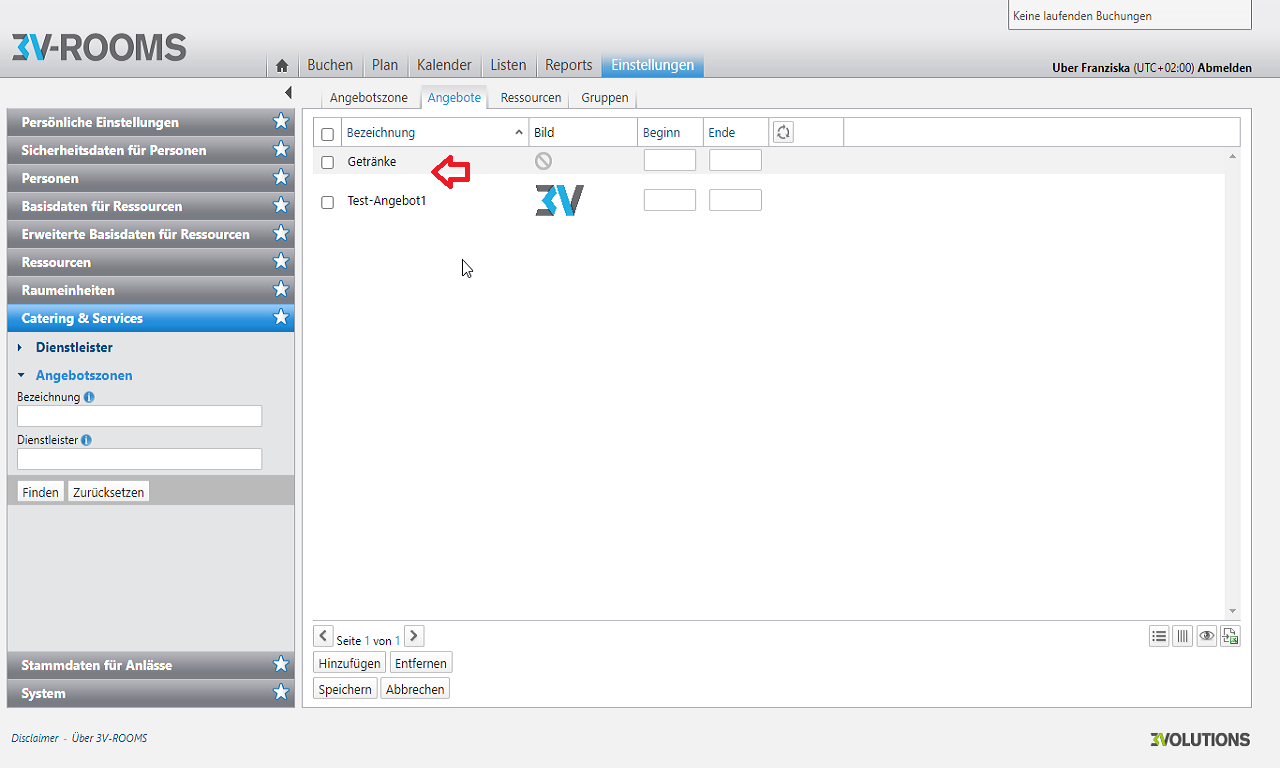 Keine laufenden Buchungen
3V-ROOMS
Buchen Plan Kalender Listen Reports Einstellungen
Uber Franziska (UTC+02:00) Abmelden
Angebotszone Angebote Ressourcen Gruppen
Persönliche Einstellungen
Sicherheitsdaten für Personen
Personen
Basisdaten für Ressourcen
Erweiterte Basisdaten für Ressourcen
Ressourcen
Raumeinheiten
Catering & Services
Dienstleister
Angebotszonen
Bezeichnung
Dienstleister
Finden Zurücksetzen
Stammdaten für Anlässe
System
Bezeichnung Bild Beginn Ende
Getränke
Test-Angebot1 3V
Seite 1 von 1
Hinzufügen Entfernen
Speichern Abbrechen
Disclaimer - Über 3V-ROOMS
3VOLUTIONS